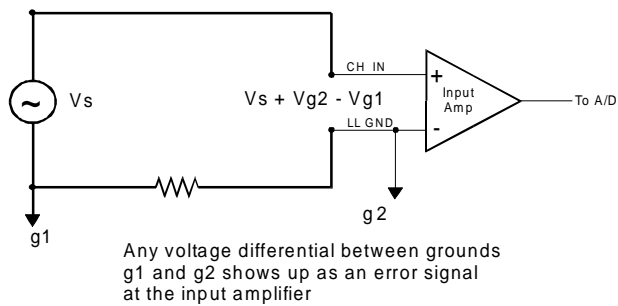 CH IN
Vs
Vs + Vg2 - Vg1
+
Input
Amp
-
To A/D
LL GND
~
g1
g2
Any voltage differential between grounds
g1 and g2 shows up as an error signal
at the input amplifier